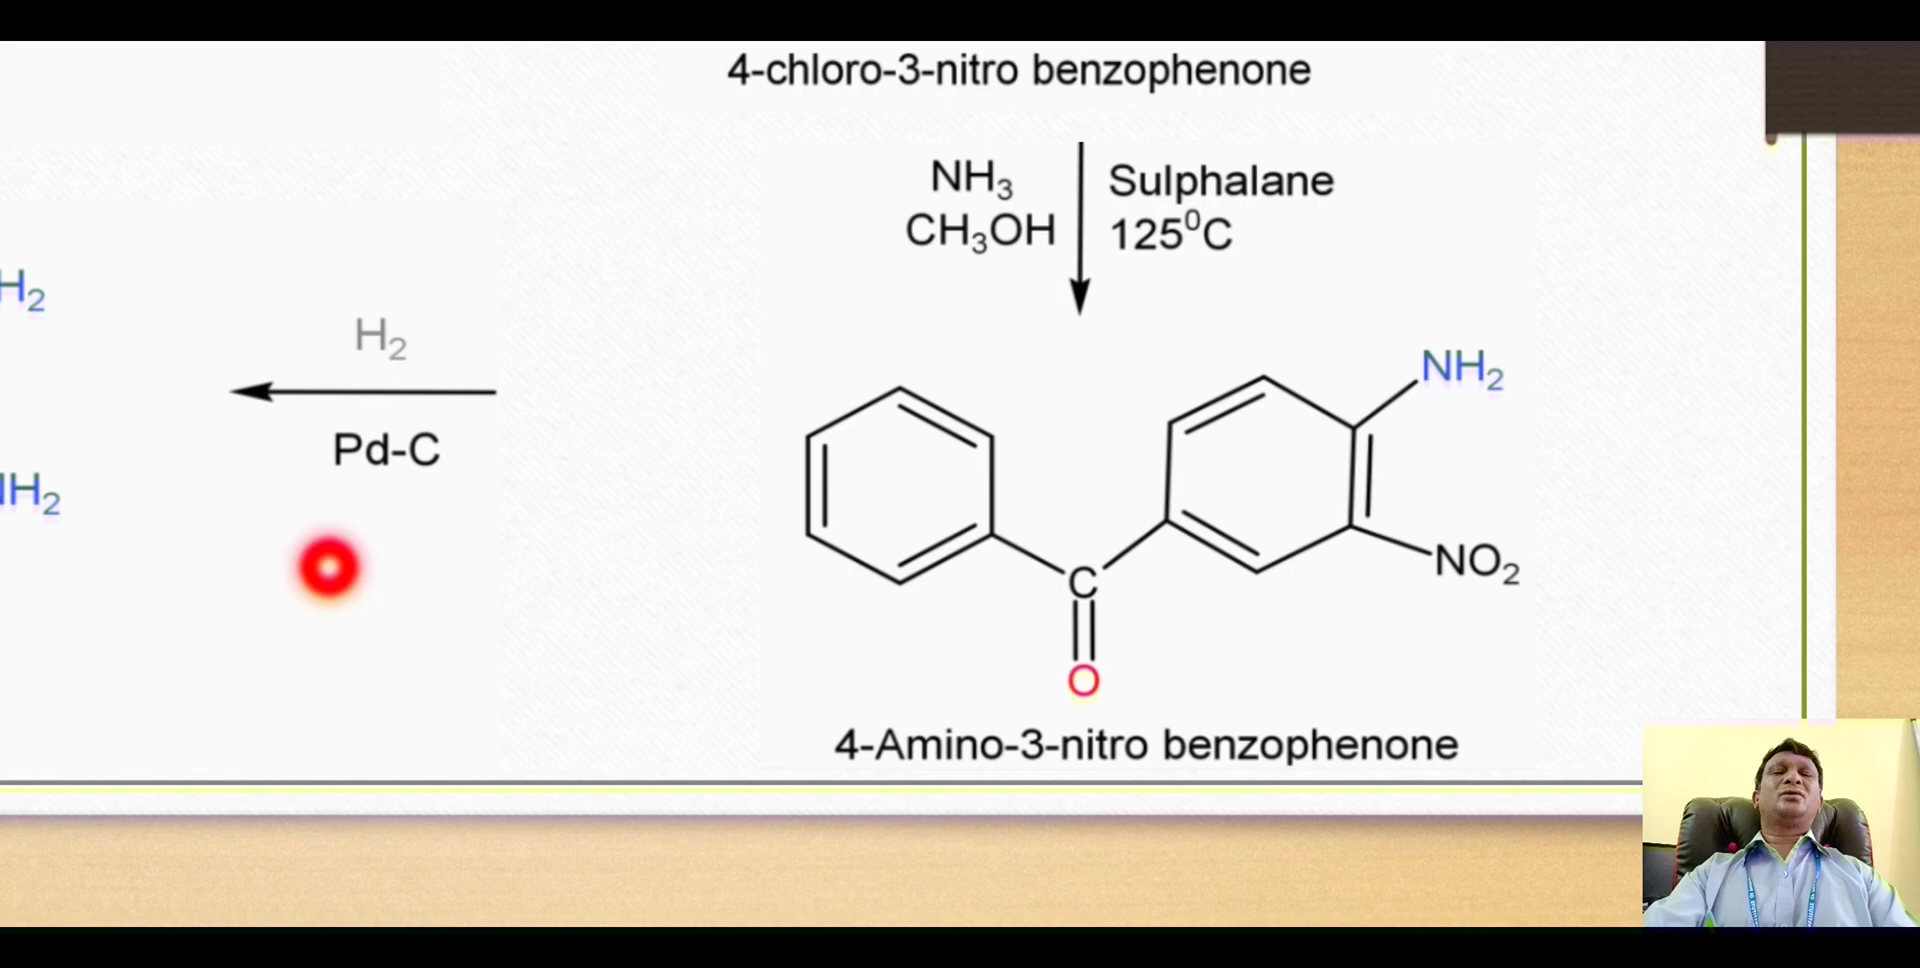 4-chloro-3-nitro benzophenone
NH₃
CH₃OH
Sulphalane
125⁰C
H₂
H₂
Pd-C
NH₂
NH₂
NO₂
C
O
4-Amino-3-nitro benzophenone